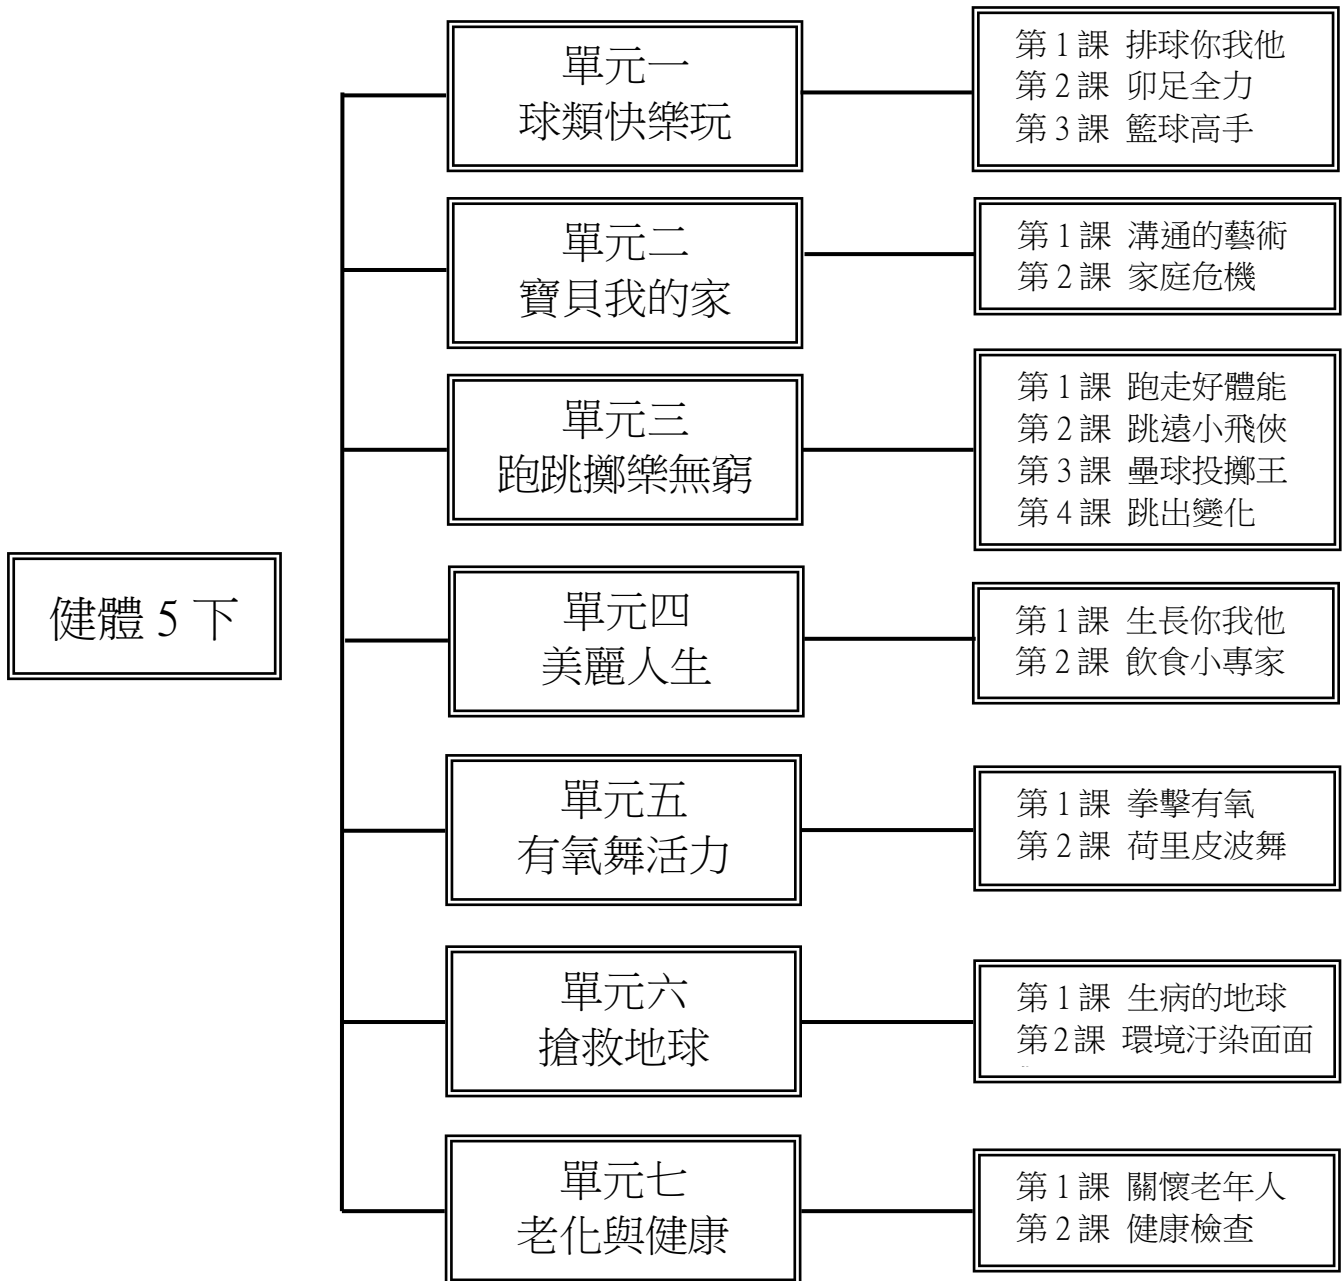 健體 5 下
單元一
球類快樂玩
第 1 課 排球你我他
第 2 課 卯足全力
第 3 課 籃球高手
單元二
寶貝我的家
第 1 課 溝通的藝術
第 2 課 家庭危機
單元三
跑跳擲樂無窮
第 1 課 跑走好體能
第 2 課 跳遠小飛俠
第 3 課 壘球投擲王
第 4 課 跳出變化
單元四
美麗人生
第 1 課 生長你我他
第 2 課 飲食小專家
單元五
有氧舞活力
第 1 課 拳擊有氧
第 2 課 荷里皮波舞
單元六
搶救地球
第 1 課 生病的地球
第 2 課 環境汙染面面
單元七
老化與健康
第 1 課 關懷老年人
第 2 課 健康檢查